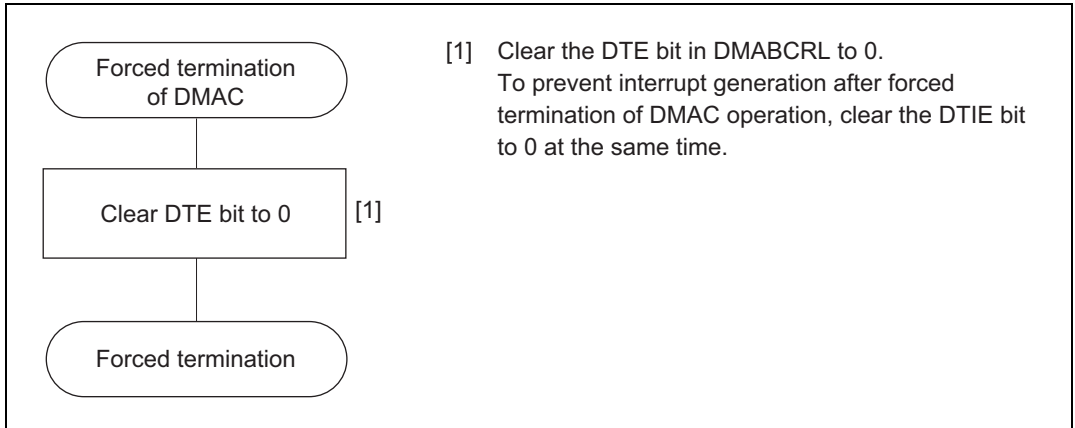 Forced termination
of DMAC
Clear DTE bit to 0
[1]
Forced termination
[1] Clear the DTE bit in DMABCRL to 0.
To prevent interrupt generation after forced
termination of DMAC operation, clear the DTIE bit
to 0 at the same time.